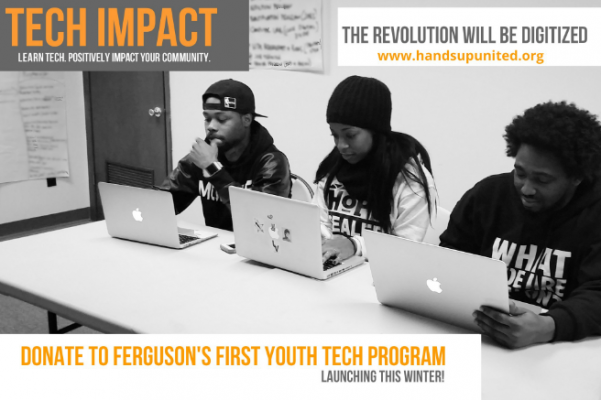 TECH IMPACT
LEARN TECH. POSITIVELY IMPACT YOUR COMMUNITY.
THE REVOLUTION WILL BE DIGITIZED
www.handsupunited.org
WHAT
DONATE TO FERGUSON'S FIRST YOUTH TECH PROGRAM
LAUNCHING THIS WINTER!